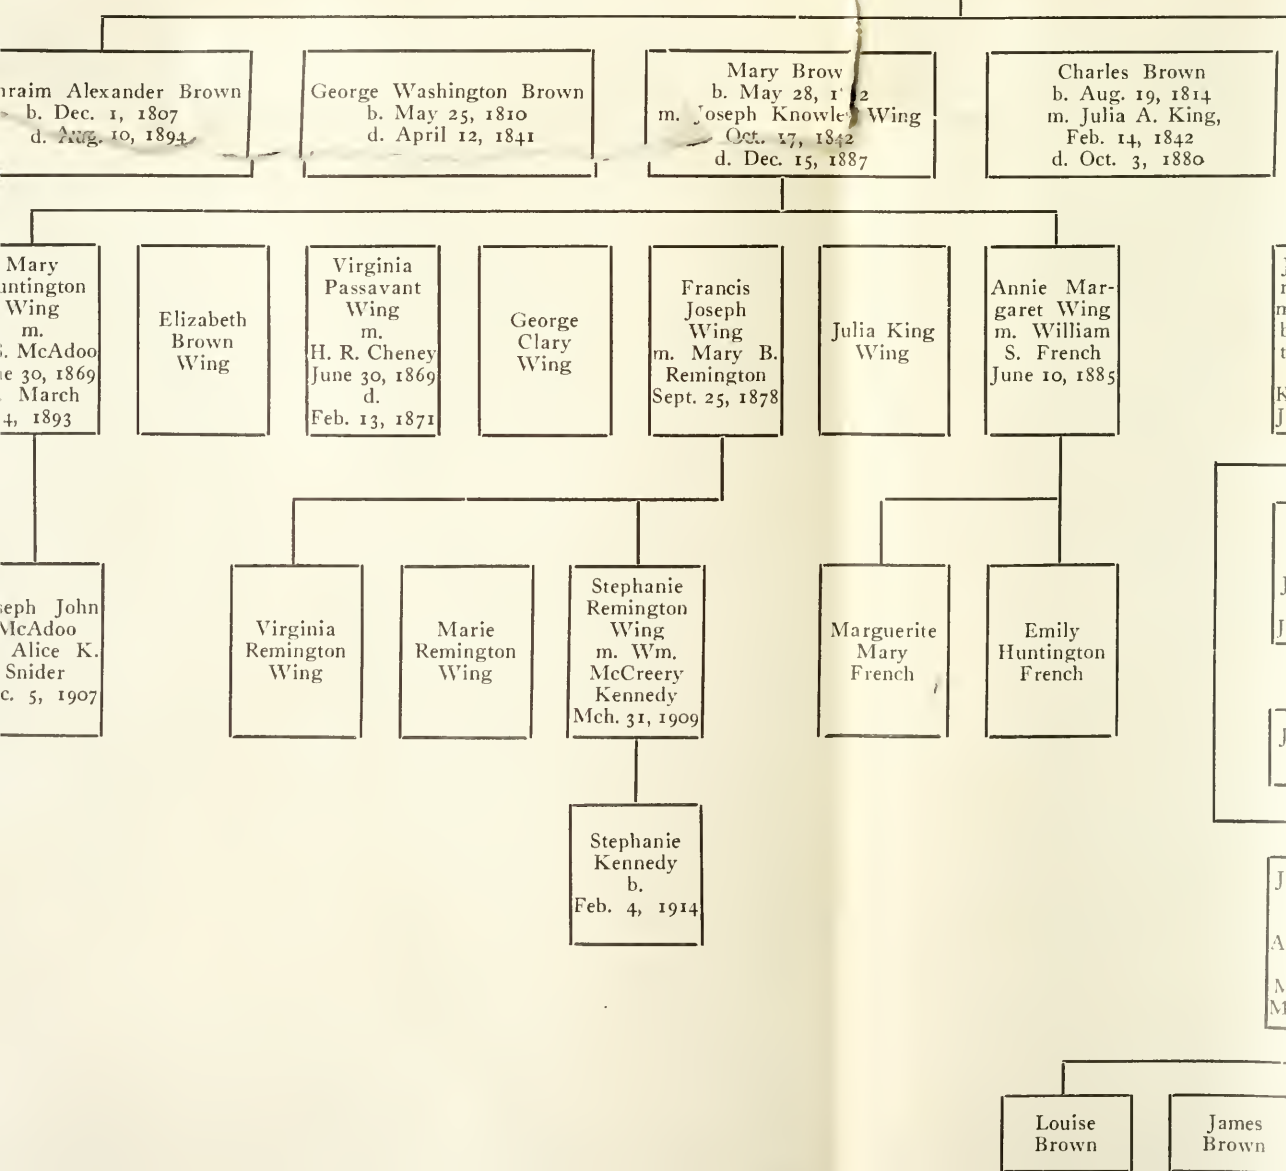 Alexander Brown
b. Dec. 1, 1807
d. Aug. 10, 1894
George Washington Brown
b. May 25, 1810
d. April 12, 1841
Mary Brow
b. May 28, 1
m. Joseph Knowle Wing
Oct. 17, 1842
d. Dec. 15, 1887
Charles Brown
b. Aug. 19, 1814
m. Julia A. King,
Feb. 14, 1842
d. Oct. 3, 1880
Mary
untington
Wing
m.
McAdoo
e 30, 1869
March
4, 1893
Elizabeth
Brown
Wing
Virginia
Passavant
Wing
m.
H. R. Cheney
June 30, 1869
d.
Feb. 13, 1871
George
Clary
Wing
Francis
Joseph
Wing
m. Mary B.
Remington
Sept. 25, 1878
Julia King
Wing
Annie Mar-
garet Wing
m. William
S. French
June 10, 1885
seph John
McAdoo
Alice K.
Snider
c. 5, 1907
Virginia
Remington
Wing
Marie
Remington
Wing
Stephanie
Remington
Wing
m. Wm.
McCreery
Kennedy
Mch. 31, 1909
Marguerite
Mary
French
Emily
Huntington
French
Stephanie
Kennedy
b.
Feb. 4, 1914
Louise
Brown
James
Brown